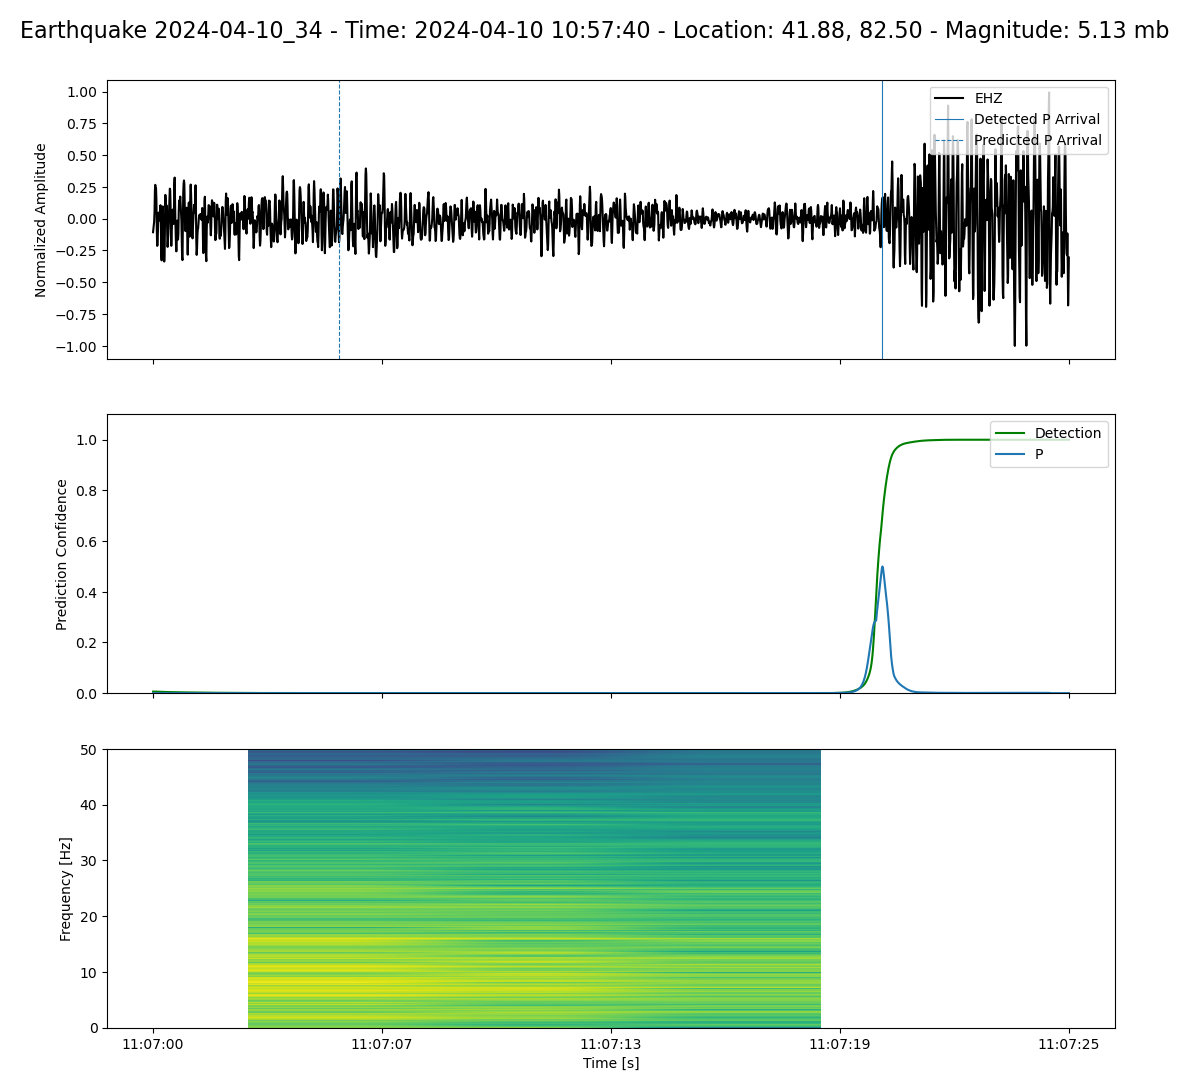 Earthquake 2024-04-10_34 - Time: 2024-04-10 10:57:40 - Location: 41.88, 82.50 - Magnitude: 5.13 mb
1.00
0.75
0.50
0.25
0.00
−0.25
−0.50
−0.75
−1.00
Normalized Amplitude
EHZ
Detected P Arrival
Predicted P Arrival
1.0
0.8
0.6
0.4
0.2
0.0
Prediction Confidence
Detection
P
50
40
30
20
10
0
Frequency [Hz]
11:07:00 11:07:07 11:07:13 11:07:19 11:07:25
Time [s]